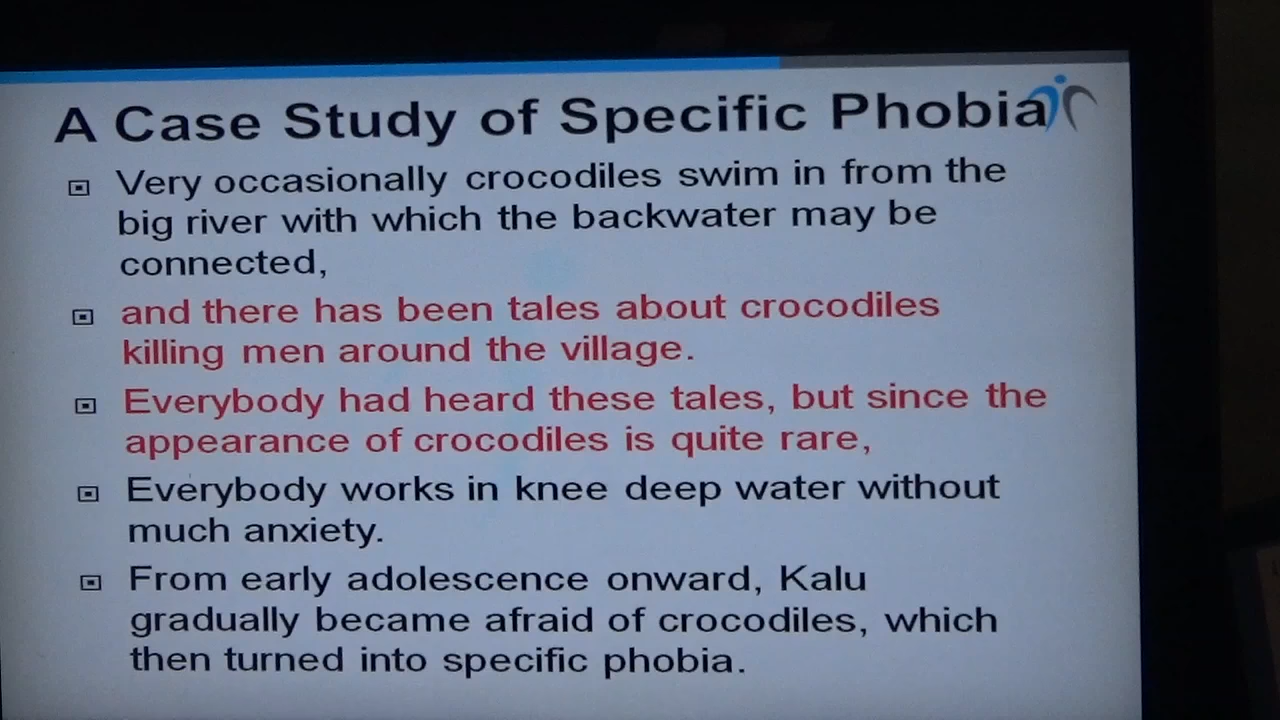 A Case Study of Specific Phobia
Very occasionally crocodiles swim in from the
big river with which the backwater may be
connected,
and there has been tales about crocodiles
killing men around the village.
Everybody had heard these tales, but since the
appearance of crocodiles is quite rare,
Everybody works in knee deep water without
much anxiety.
From early adolescence onward, Kalu
gradually became afraid of crocodiles, which
then turned into specific phobia.